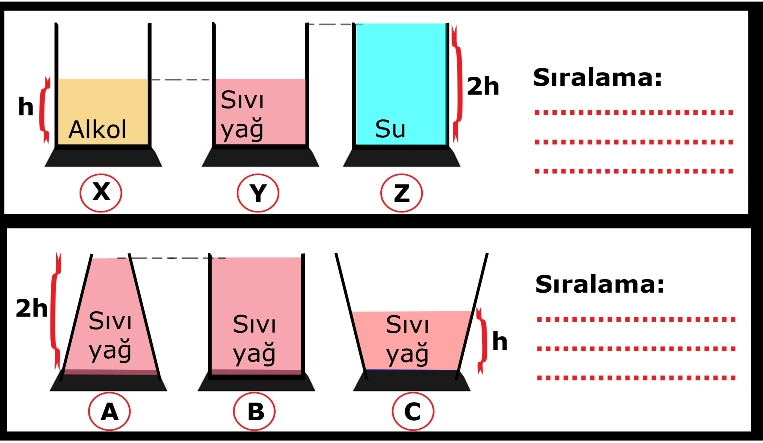 h
Alkol
Sıvı
yağ
Su
2h
Sıralama:
X
Y
Z
2h
Sıvı
yağ
Sıvı
yağ
Sıvı
yağ
h
Sıralama:
A
B
C